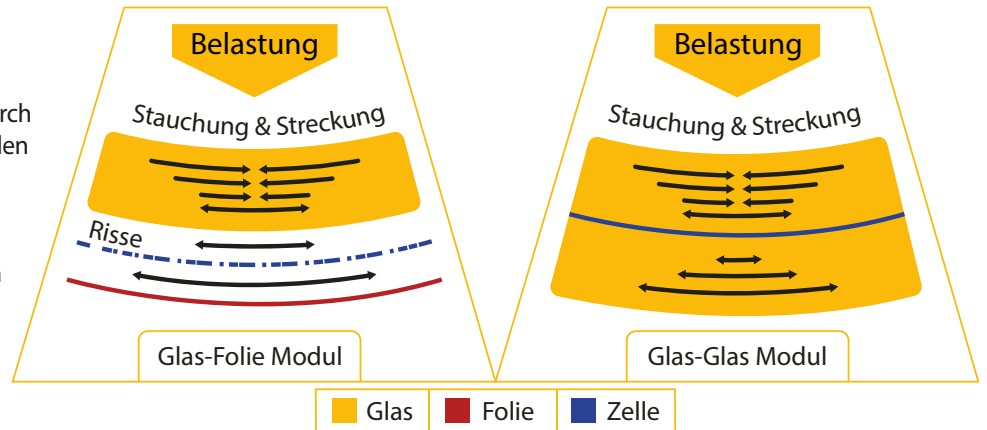 Belastung
Stauchung & Streckung
Risse
Glas-Folie Modul
Belastung
Stauchung & Streckung
Glas-Glas Modul
Glas
Folie
Zelle